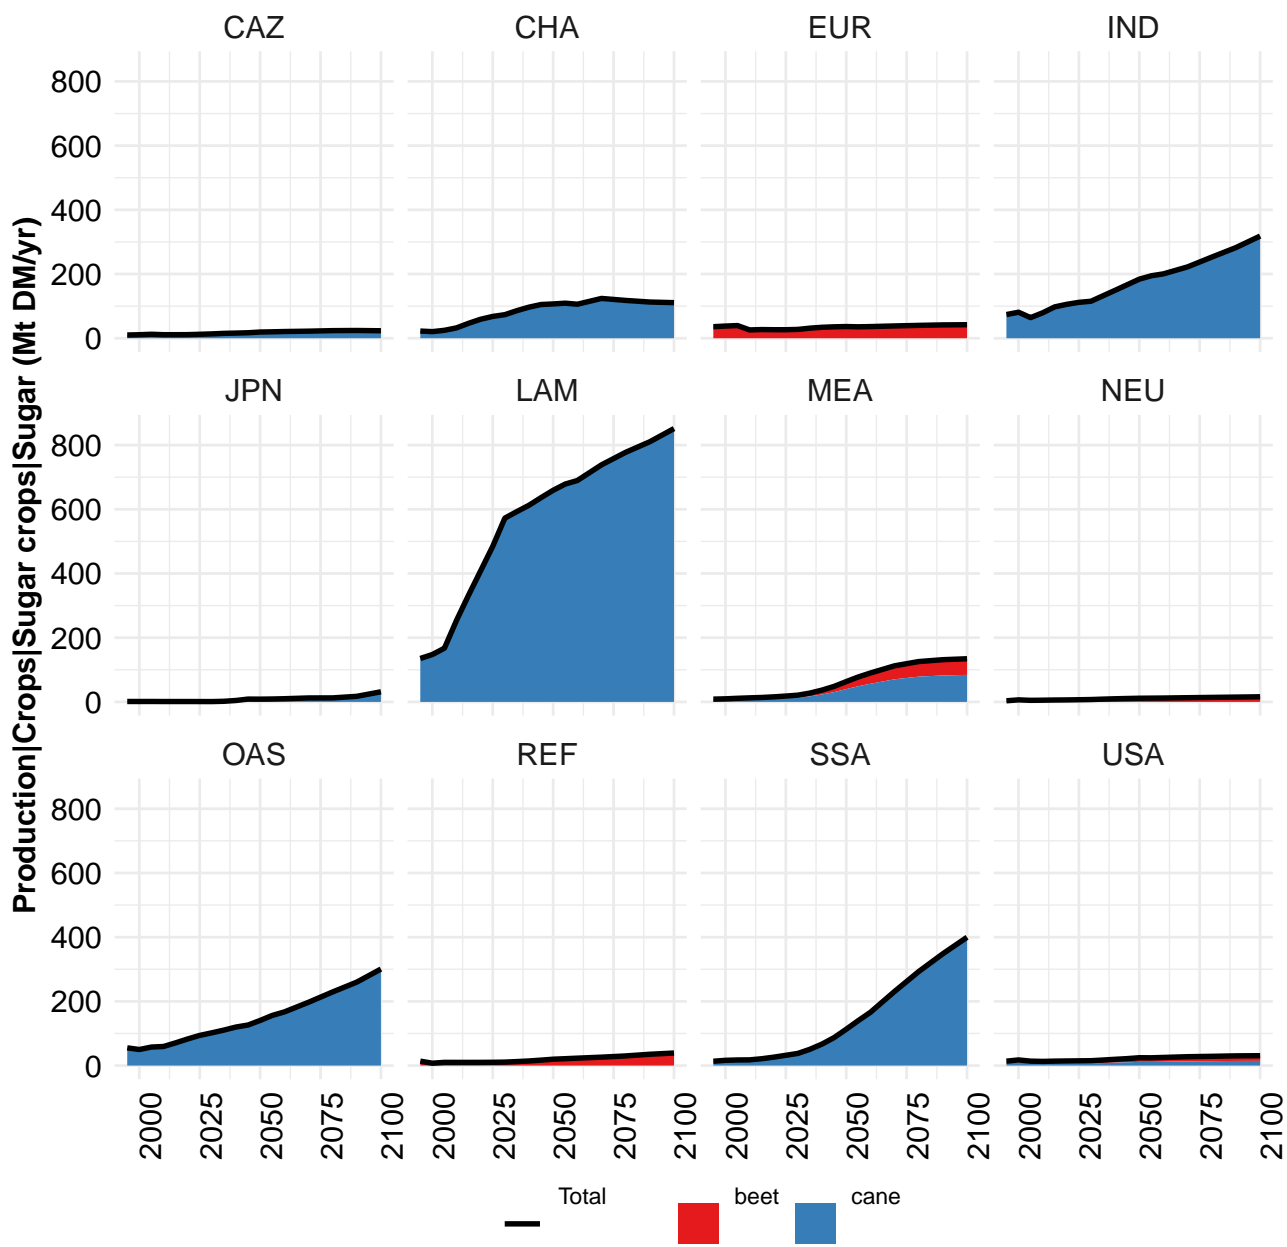 CAZ CHA EUR IND
800
600
400
200
0
JPN LAM MEA NEU
800
600
400
200
0
OAS REF SSA USA
800
600
400
200
0
Production|Crops|Sugar crops|Sugar (Mt DM/yr)
2000 2025 2050 2075 2100 2000 2025 2050 2075 2100 2000 2025 2050 2075 2100 2000 2025 2050 2075 2100
Total beet cane